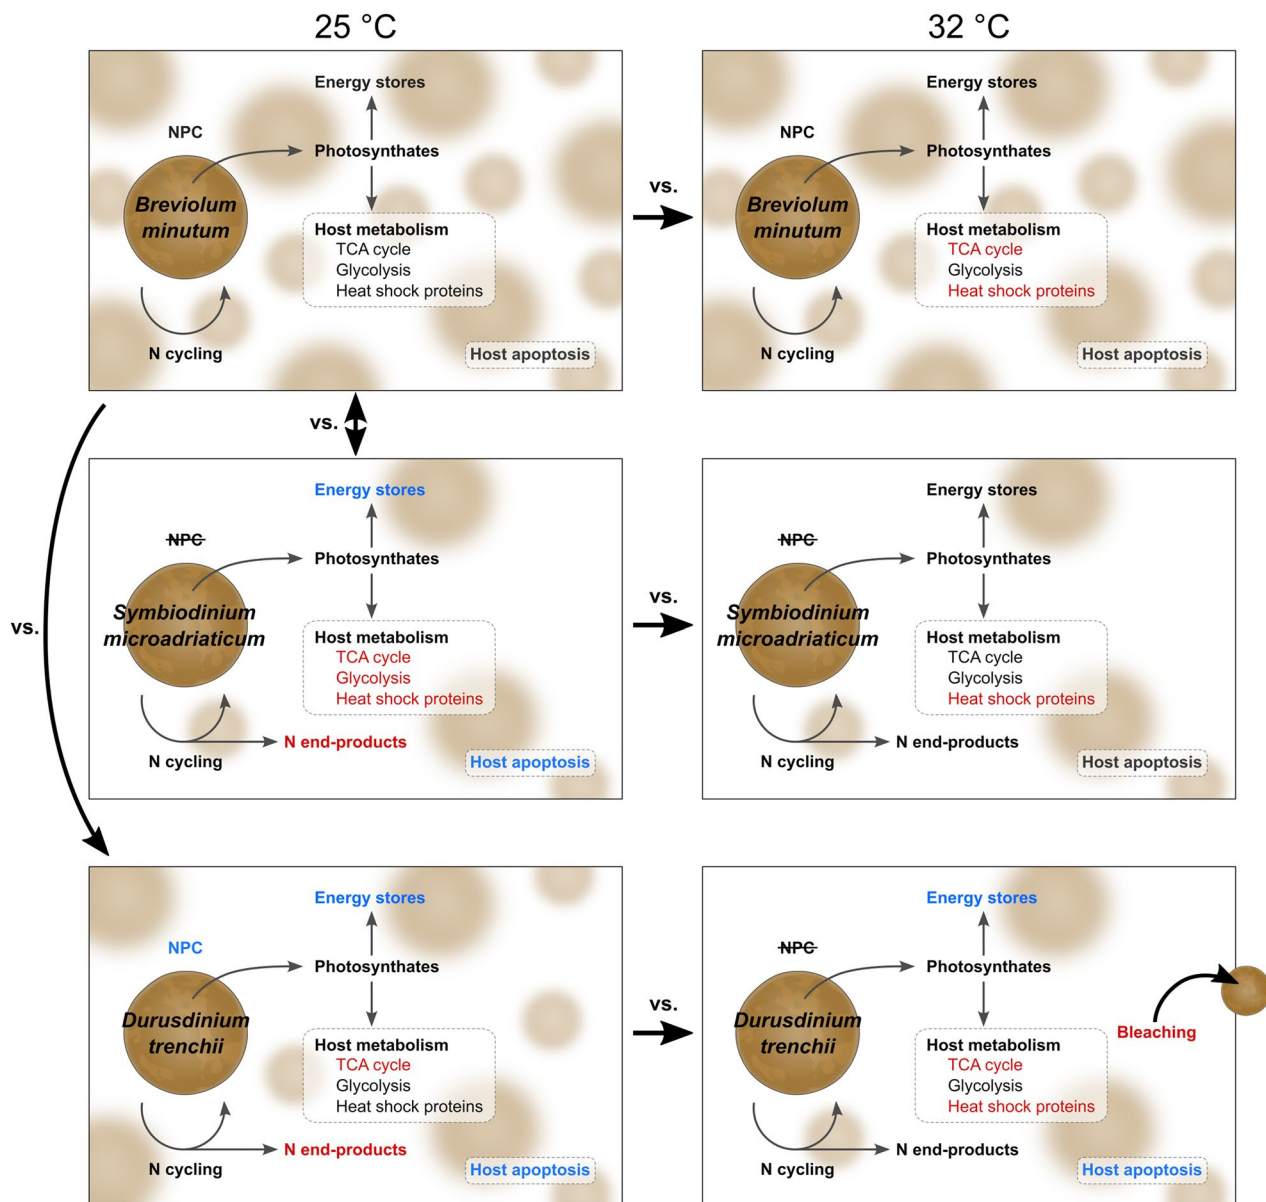 25 °C
32 °C
Energy stores
NPC
Photosynthates
Breviolum
minutum
Host metabolism
TCA cycle
Glycolysis
Heat shock proteins
N cycling
Host apoptosis
vs.
Energy stores
NPC
Photosynthates
Breviolum
minutum
Host metabolism
TCA cycle
Glycolysis
Heat shock proteins
N cycling
Host apoptosis
vs.
vs.
Energy stores
NPC
Photosynthates
Symbiodinium
microadriaticum
Host metabolism
TCA cycle
Glycolysis
Heat shock proteins
N end-products
N cycling
Host apoptosis
vs.
Energy stores
NPC
Photosynthates
Symbiodinium
microadriaticum
Host metabolism
TCA cycle
Glycolysis
Heat shock proteins
N end-products
N cycling
Host apoptosis
Energy stores
NPC
Photosynthates
Durusdinium
trenchii
Host metabolism
TCA cycle
Glycolysis
Heat shock proteins
N end-products
N cycling
Host apoptosis
vs.
Energy stores
NPC
Photosynthates
Durusdinium
trenchii
Host metabolism
TCA cycle
Glycolysis
Heat shock proteins
Bleaching
N end-products
N cycling
Host apoptosis